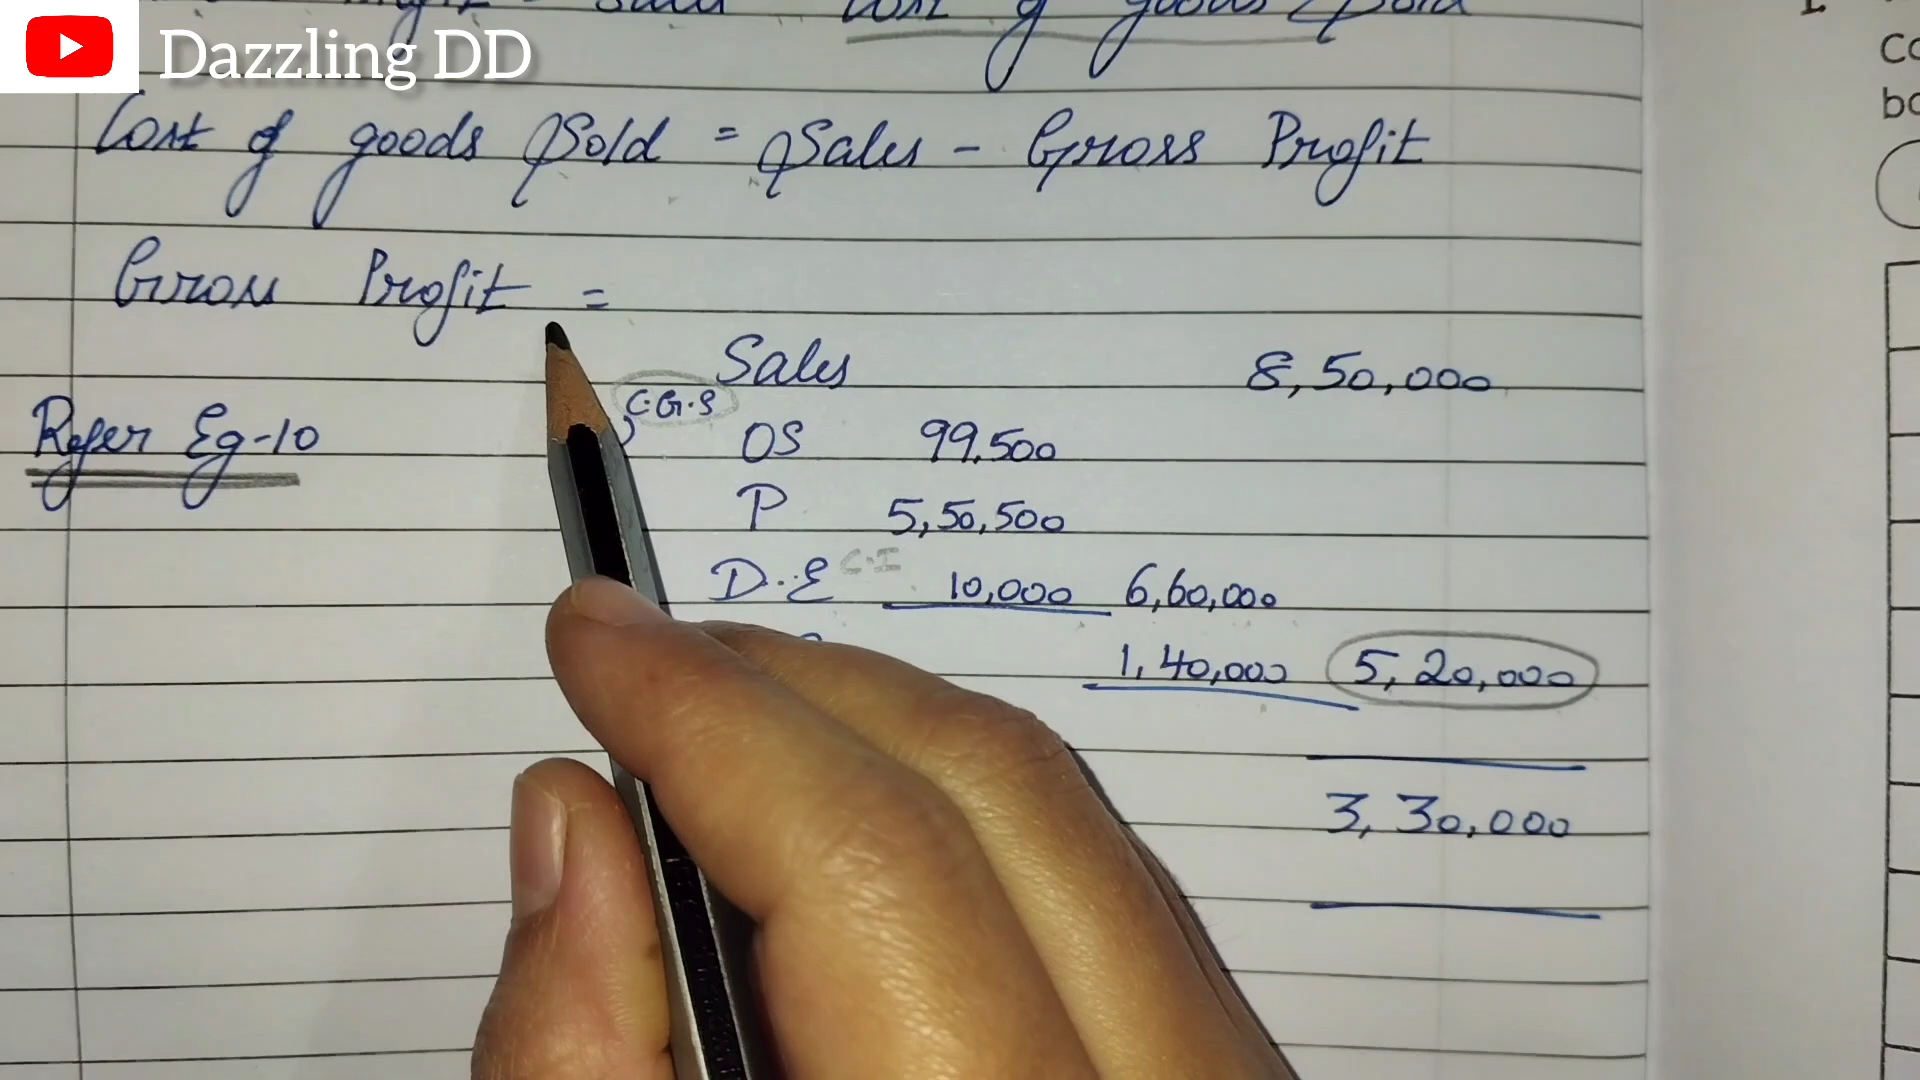 Dazzling DD
Cost of goods Sold = Sales - Gross Profit
Gross Profit =
Sales 8,50,000
C.G.S
Refer Eg-10
OS 99,500
P 5,50,500
D.E C.I 10,000 6,60,000
1,40,000 5,20,000
3,30,000